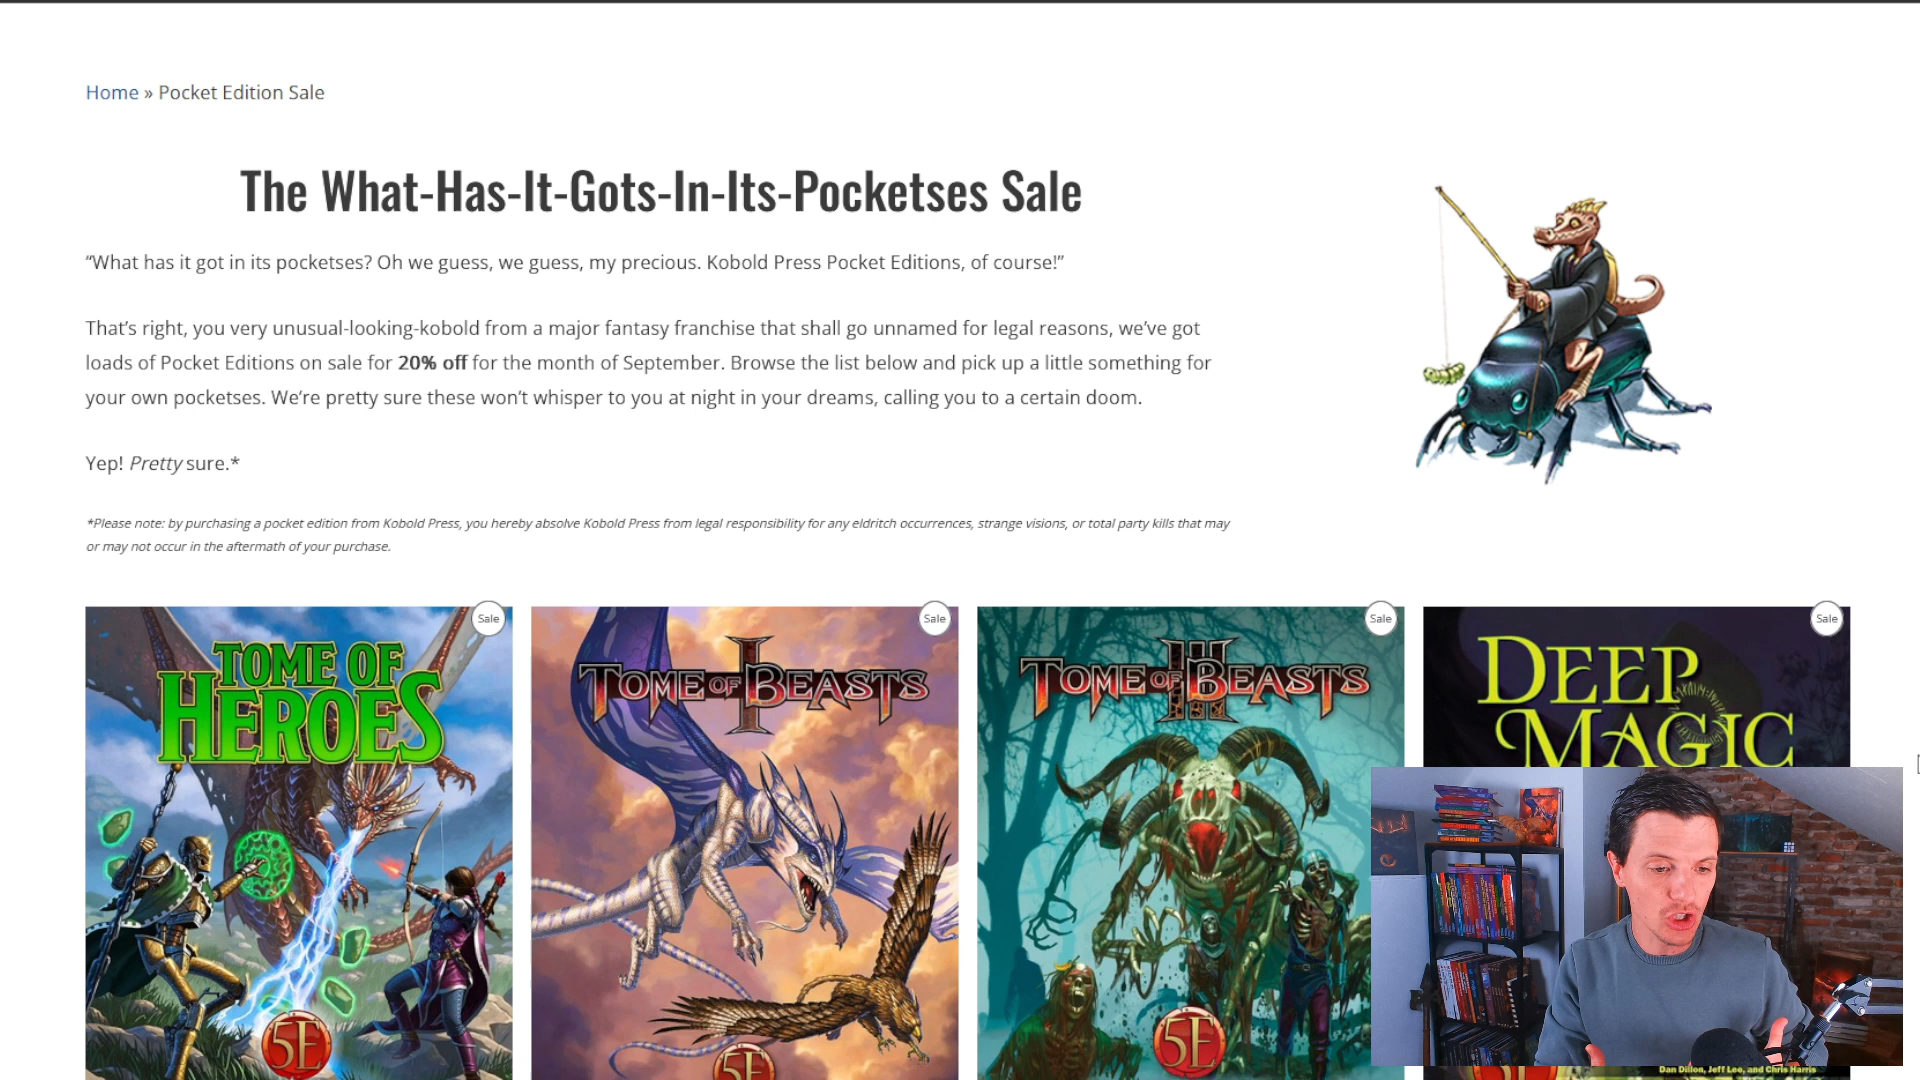 Home » Pocket Edition Sale
The What-Has-It-Gots-In-Its-Pocketses Sale
“What has it got in its pocketses? Oh we guess, we guess, my precious. Kobold Press Pocket Editions, of course!”
That’s right, you very unusual-looking-kobold from a major fantasy franchise that shall go unnamed for legal reasons, we’ve got
loads of Pocket Editions on sale for 20% off for the month of September. Browse the list below and pick up a little something for
your own pocketses. We’re pretty sure these won’t whisper to you at night in your dreams, calling you to a certain doom.
Yep! Pretty sure.*
*Please note: by purchasing a pocket edition from Kobold Press, you hereby absolve Kobold Press from legal responsibility for any eldritch occurrences, strange visions, or total party kills that may
or may not occur in the aftermath of your purchase.
Sale
Sale
Sale
Sale
TOME OF
HEROES
5E
TOME OF BEASTS
I
5E
TOME OF BEASTS
III
5E
DEEP
MAGIC
Dan Dillon, Jeff Lee, and Chris Harris